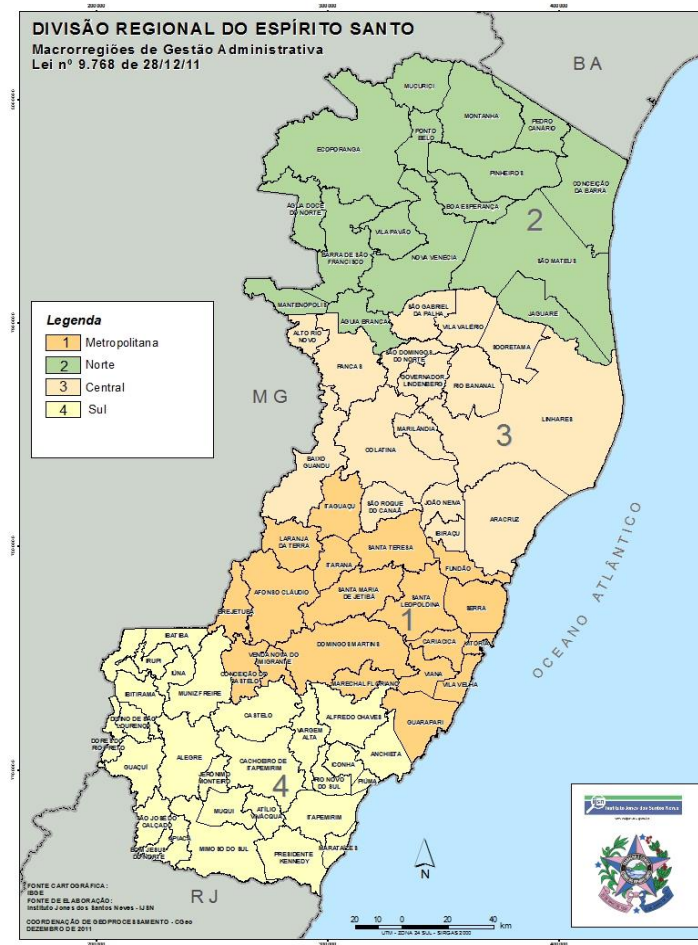 DIVISÃO REGIONAL DO ESPÍRITO SANTO
Macrorregiões de Gestão Administrativa
Lei nº 9.768 de 28/12/11
BA
MUCURICI
MONTANHA
PEDRO
CANÁRIO
PONTO
BELO
ECOPORANGA
PINHEIROS
CONCEIÇÃO
DA BARRA
ÁGUA DOCE
DO NORTE
BOA ESPERANÇA
2
VILA PAVÃO
BARRA DE SÃO
FRANCISCO
NOVA VENÉCIA
SÃO MATEUS
MANTENÓPOLIS
ÁGUIA BRANCA
SÃO GABRIEL
DA PALHA
JAGUARÉ
VILA VALÉRIO
ALTO RIO
NOVO
SOORETAMA
PANCAS
SÃO DOMINGOS
DO NORTE
GOVERNADOR
LINDENBERG
RIO BANANAL
LINHARES
MARILÂNDIA
3
COLATINA
BAIXO
GUANDU
Legenda
1 Metropolitana
2 Norte
3 Central
4 Sul
MG
ITAGUAÇU
SÃO ROQUE
DO CANAÃ
JOÃO NEIVA
ARACRUZ
IBIRAÇU
LARANJA
DA TERRA
SANTA TERESA
ITARANA
FUNDÃO
AFONSO CLÁUDIO
SANTA MARIA
DE JETIBÁ
SANTA
LEOPOLDINA
SERRA
BREJETUBA
1
DOMINGOS MARTINS
CARIACICA
VITÓRIA
VENDA NOVA DO
IMIGRANTE
CONCEIÇÃO DO
CASTELO
MARECHAL FLORIANO
VIANA
VILA VELHA
GUARAPARI
OCEANO ATLÂNTICO
IBATIBA
IRUPI
IÚNA
IBITIRAMA
MUNIZ FREIRE
CASTELO
ALFREDO CHAVES
VARGEM
ALTA
DIVINO DE SÃO
LOURENÇO
DORES DO
RIO PRETO
GUAÇUÍ
ALEGRE
CACHOEIRO DE
ITAPEMIRIM
ANCHIETA
ICONHA
JERÔNIMO
MONTEIRO
4
RIO NOVO
DO SUL
PIÚMA
MUQUI
ATÍLIO
VIVÁCQUA
ITAPEMIRIM
SÃO JOSÉ DO
CALÇADO
APIACÁ
BOM JESUS
DO NORTE
MIMOSO DO SUL
PRESIDENTE
KENNEDY
MARATAÍZES
RJ
N
FONTE CARTOGRÁFICA:
IBGE
FONTE DE ELABORAÇÃO:
Instituto Jones dos Santos Neves - IJSN
COORDENAÇÃO DE GEOPROCESSAMENTO - CGeo
DEZEMBRO DE 2011
20 10 0 20 40 km
UTM - ZONA 24 SUL - SIRGAS 2000
Instituto Jones dos Santos Neves